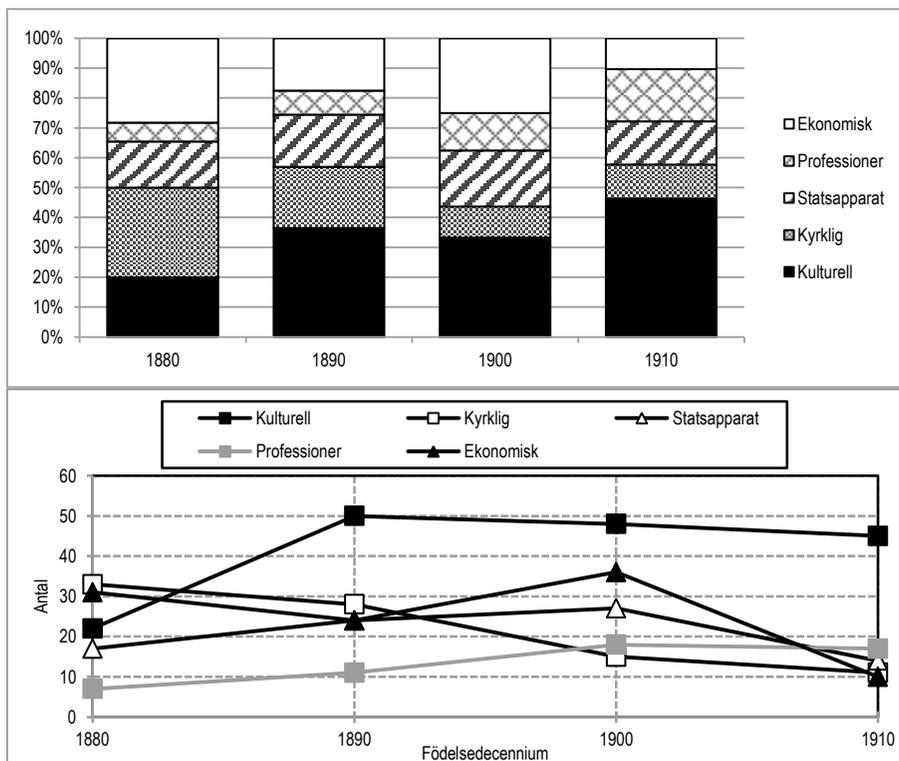 100%
90%
80%
70%
60%
50%
40%
30%
20%
10%
0%
1880 1890 1900 1910
Ekonomisk
Professioner
Statsapparat
Kyrklig
Kulturell
Kulturell Kyrklig Statsapparat
Professioner Ekonomisk
60
50
40
30
20
10
0
Antal
1880 1890 1900 1910
Födelsedecennium